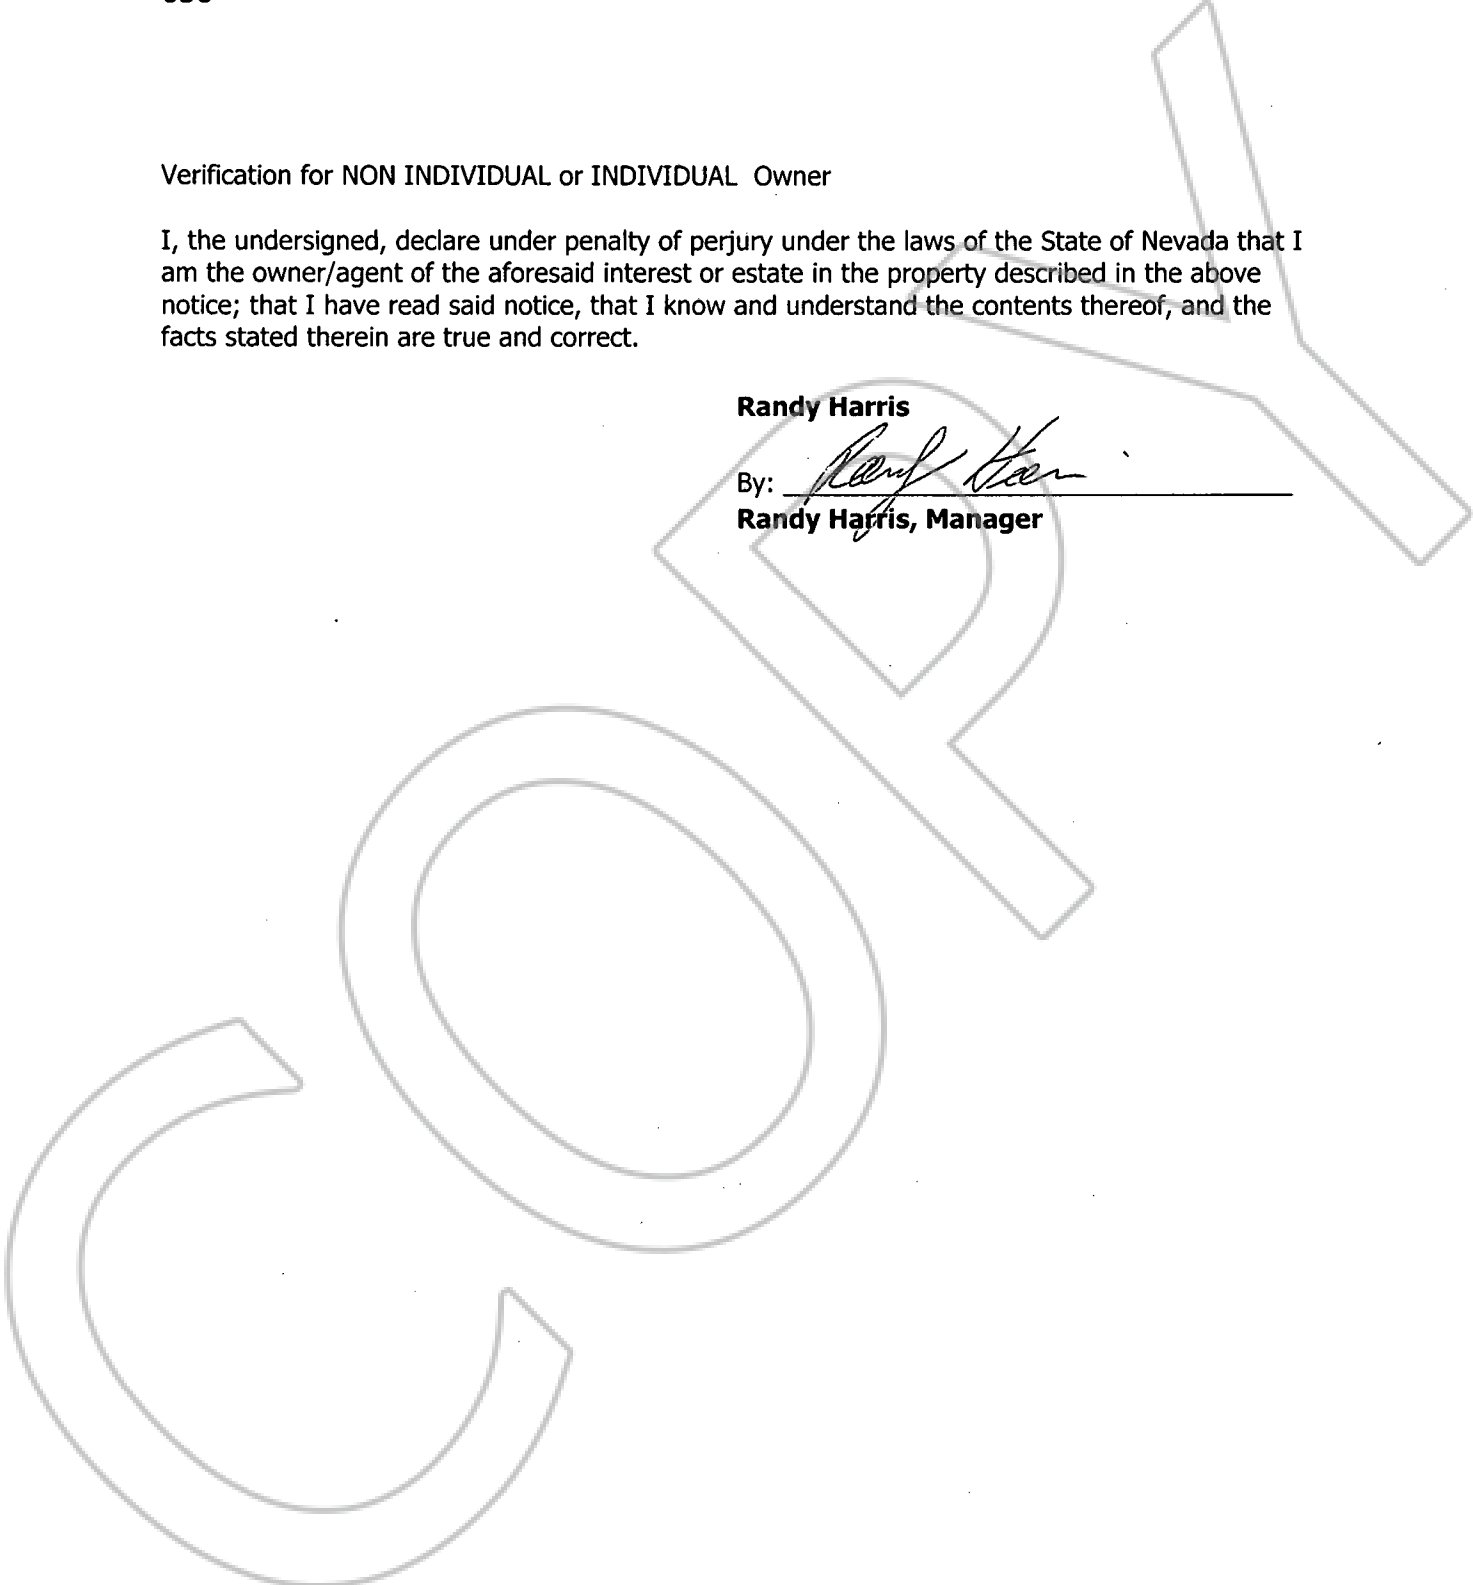 Verification for NON INDIVIDUAL or INDIVIDUAL Owner
I, the undersigned, declare under penalty of perjury under the laws of the State of Nevada that I
am the owner/agent of the aforesaid interest or estate in the property described in the above
notice; that I have read said notice, that I know and understand the contents thereof, and the
facts stated therein are true and correct.
Randy Harris
By: Randy Harris
Randy Harris, Manager
COPY